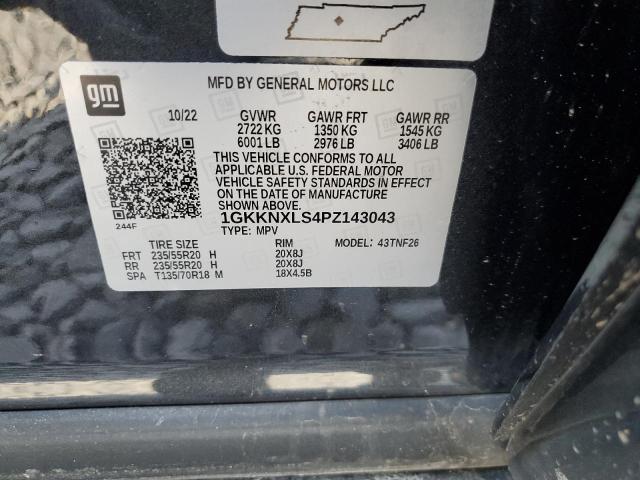 gm
MFD BY GENERAL MOTORS LLC
10/22 GVWR GAWR FRT GAWR RR
2722 KG 1350 KG 1545 KG
6001 LB 2976 LB 3406 LB
THIS VEHICLE CONFORMS TO ALL
APPLICABLE U.S. FEDERAL MOTOR
VEHICLE SAFETY STANDARDS IN EFFECT
ON THE DATE OF MANUFACTURE
SHOWN ABOVE.
1GKKNXLS4PZ143043
244F
TYPE: MPV MODEL: 43TNF26
TIRE SIZE RIM
FRT 235/55R20 H 20X8J
RR 235/55R20 H 20X8J
SPA T135/70R18 M 18X4.5B